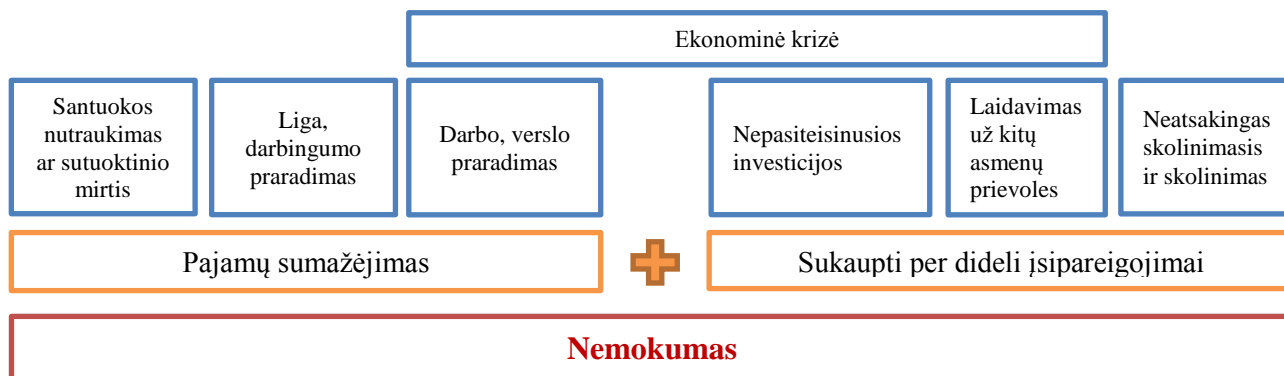 Ekonominė krizė
Santuokos
nutraukimas
ar sutuoktinio
mirtis
Liga,
darbingumo
praradimas
Darbo, verslo
praradimas
Nepasiteisinusios
investicijos
Laidavimas
už kitų
asmenų
prievoles
Neatsakingas
skolinimasis
ir skolinimas
Pajamų sumažėjimas
Sukaupti per dideli įsipareigojimai
Nemokumas